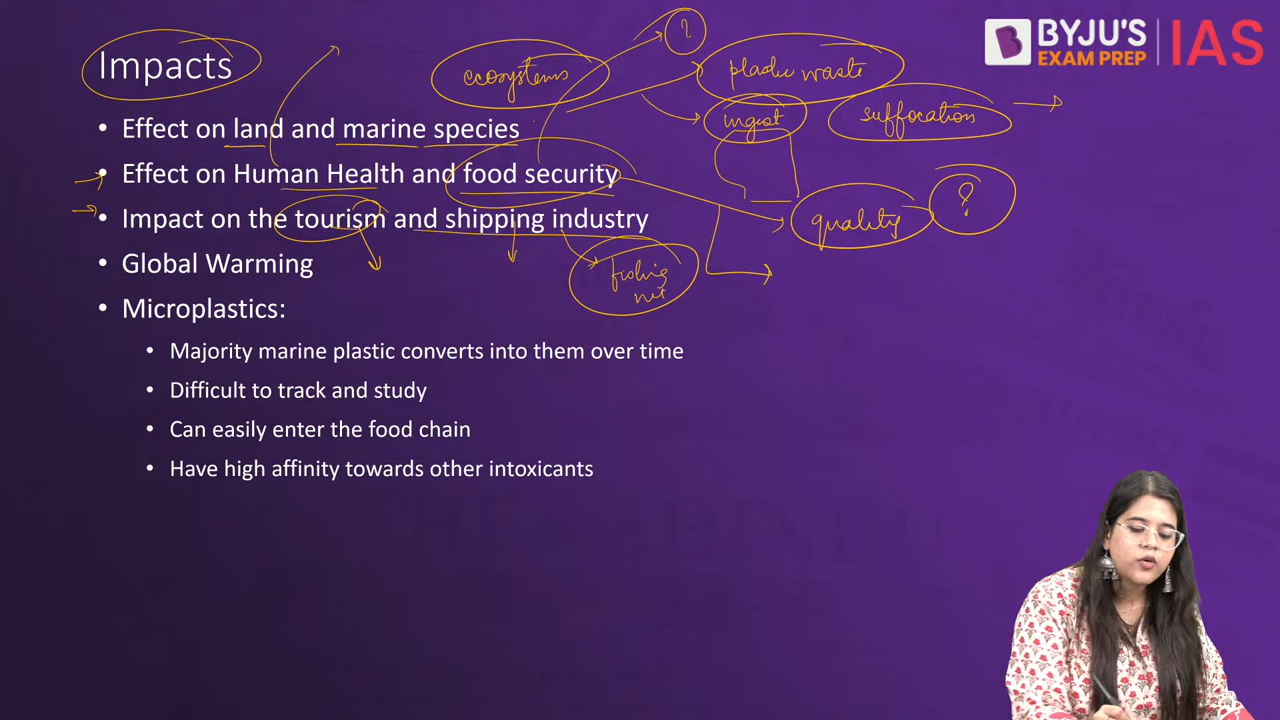 Impacts
ecosystems
?
plastic waste
ingest
suffocation
BYJU'S
EXAM PREP
IAS
• Effect on land and marine species
• Effect on Human Health and food security
• Impact on the tourism and shipping industry
quality
?
fishing
net
• Global Warming
• Microplastics:
• Majority marine plastic converts into them over time
• Difficult to track and study
• Can easily enter the food chain
• Have high affinity towards other intoxicants